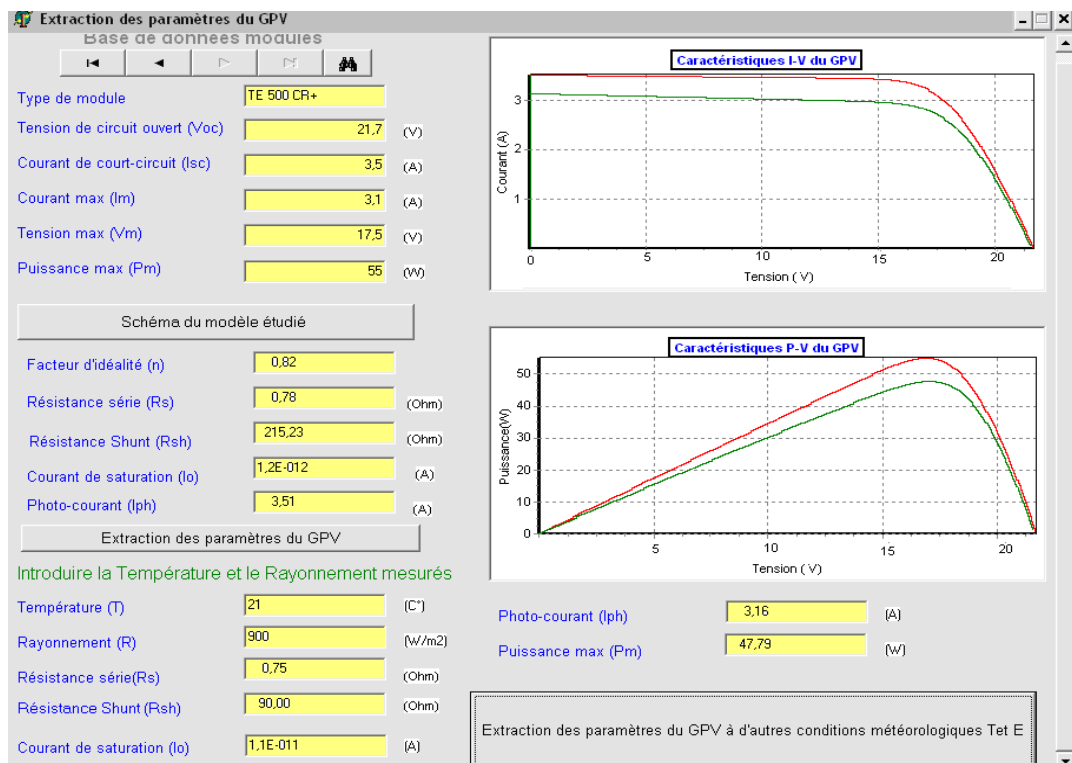 Extraction des paramètres du GPV
Base de données modules
Type de module TE 500 CR+
Tension de circuit ouvert (Voc) 21,7 (V)
Courant de court-circuit (Isc) 3,5 (A)
Courant max (Im) 3,1 (A)
Tension max (Vm) 17,5 (V)
Puissance max (Pm) 55 (W)
Schéma du modèle étudié
Facteur d'idéalité (n) 0,82
Résistance série (Rs) 0,78 (Ohm)
Résistance Shunt (Rsh) 215,23 (Ohm)
Courant de saturation (Io) 1,2E-012 (A)
Photo-courant (Iph) 3,51 (A)
Extraction des paramètres du GPV
Introduire la Température et le Rayonnement mesurés
Température (T) 21 (C°)
Rayonnement (R) 900 (W/m2)
Résistance série(Rs) 0,75 (Ohm)
Résistance Shunt (Rsh) 90,00 (Ohm)
Courant de saturation (Io) 1,1E-011 (A)
Caractéristiques I-V du GPV
Courant (A)
3
2
1
0 5 10 15 20
Tension ( V)
Caractéristiques P-V du GPV
Puissance(W)
50
40
30
20
10
0
5 10 15 20
Tension ( V)
Photo-courant (Iph) 3,16 (A)
Puissance max (Pm) 47,79 (W)
Extraction des paramètres du GPV à d'autres conditions météorologiques Tet E